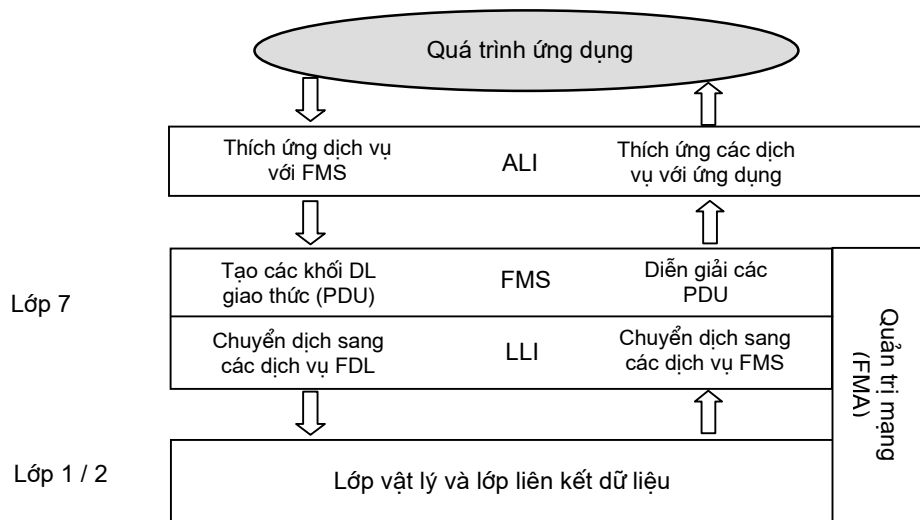 Quá trình ứng dụng
Thích ứng dịch vụ
với FMS
ALI
Thích ứng các dịch
vụ với ứng dụng
Lớp 7
Tạo các khối DL
giao thức (PDU)
FMS
Diễn giải các
PDU
Chuyển dịch sang
các dịch vụ FDL
LLI
Chuyển dịch sang
các dịch vụ FMS
Quản trị mạng
(FMA)
Lớp 1 / 2
Lớp vật lý và lớp liên kết dữ liệu